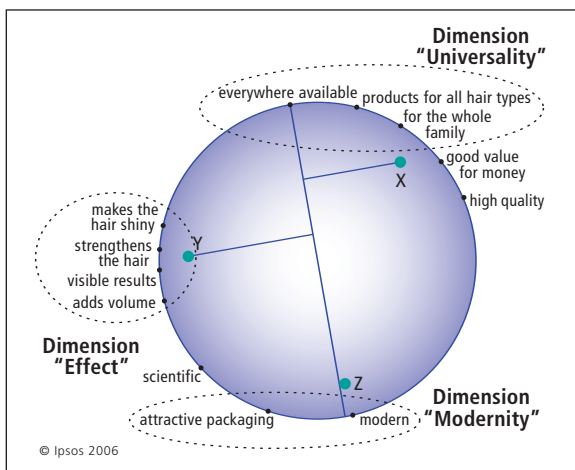 Dimension
"Universality"
everywhere available
products for all hair types
for the whole
family
good value
for money
X
high quality
makes the
hair shiny
strengthens
the hair
Y
visible results
adds volume
Dimension
"Effect"
scientific
Z
Dimension
"Modernity"
attractive packaging
modern
© Ipsos 2006